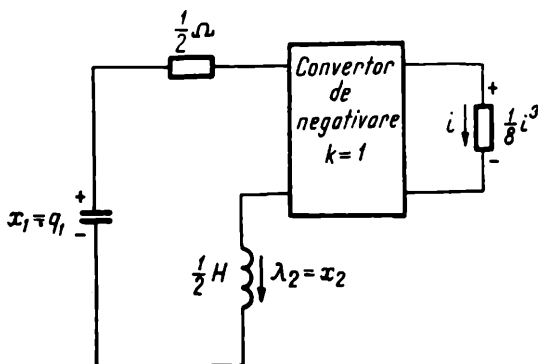 1/2 Ω
Convertor
de
negativare
k=1
+
i
1/8 i³
-
+
x₁=q₁
-
1/2 H
λ₂=x₂